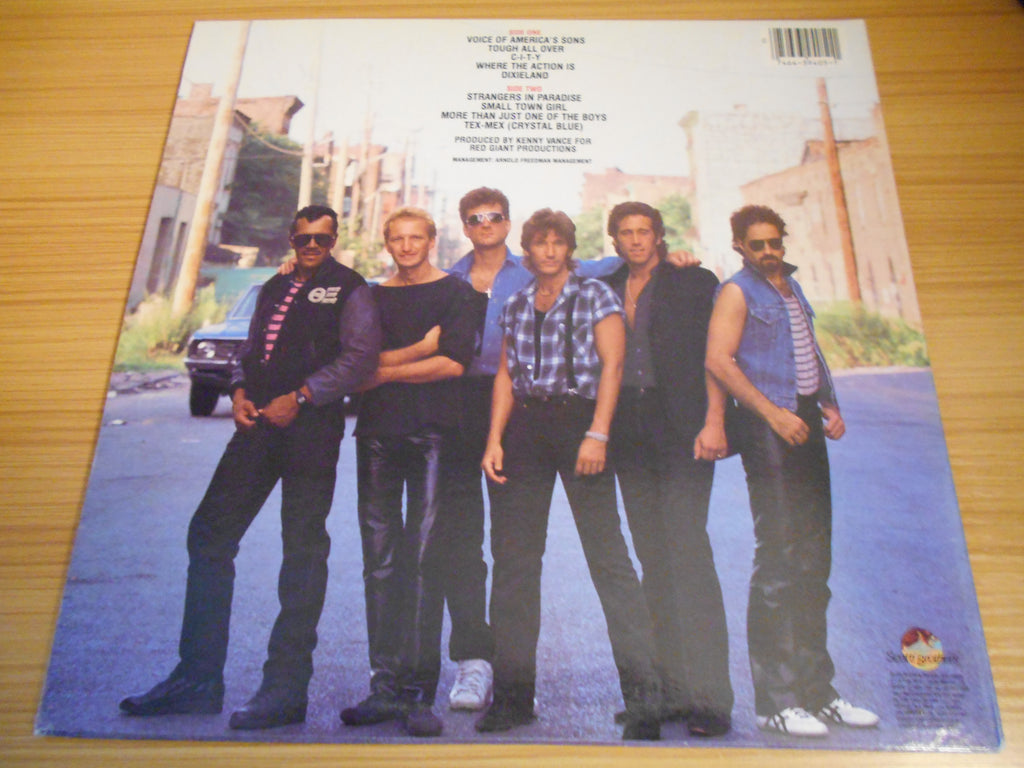 SIDE ONE
VOICE OF AMERICA'S SONS
TOUGH ALL OVER
C-I-T-Y
WHERE THE ACTION IS
DIXIELAND
SIDE TWO
STRANGERS IN PARADISE
SMALL TOWN GIRL
MORE THAN JUST ONE OF THE BOYS
TEX-MEX (CRYSTAL BLUE)
PRODUCED BY KENNY VANCE FOR
RED GIANT PRODUCTIONS
MANAGEMENT: ARNOLD FREEDMAN MANAGEMENT